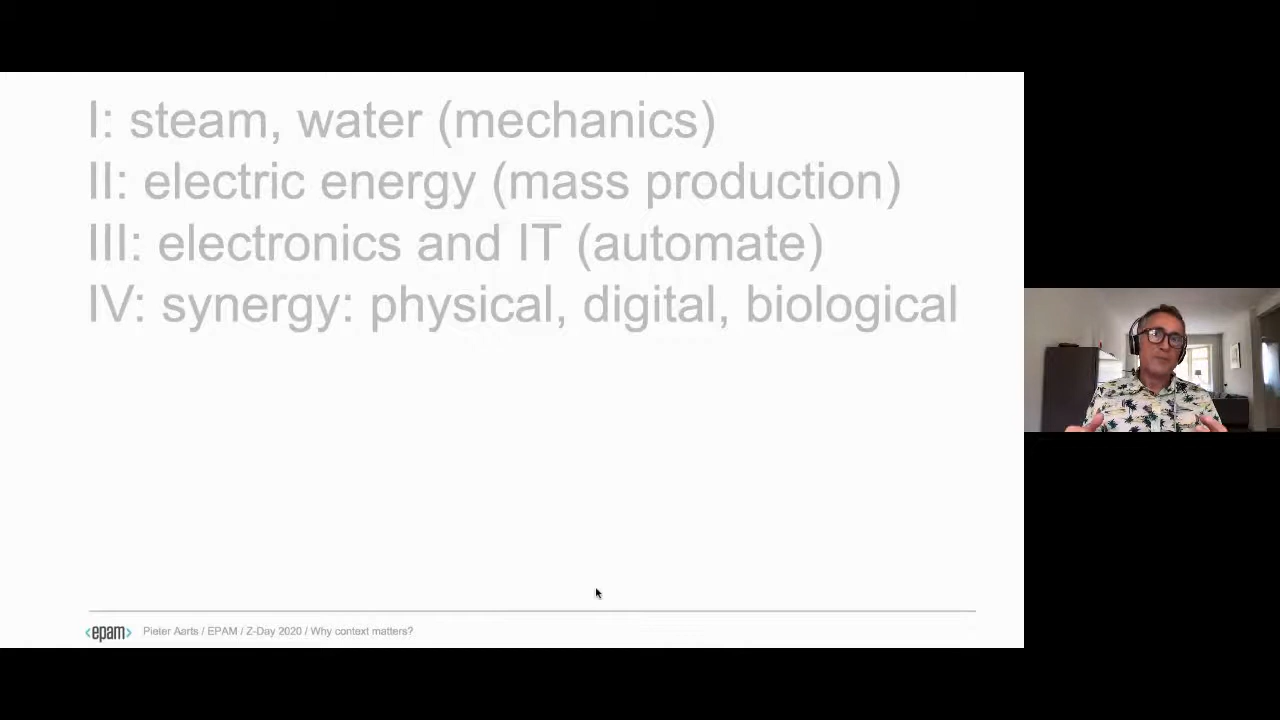 I: steam, water (mechanics)
II: electric energy (mass production)
III: electronics and IT (automate)
IV: synergy: physical, digital, biological
<epam> Pieter Aarts / EPAM / Z-Day 2020 / Why context matters?